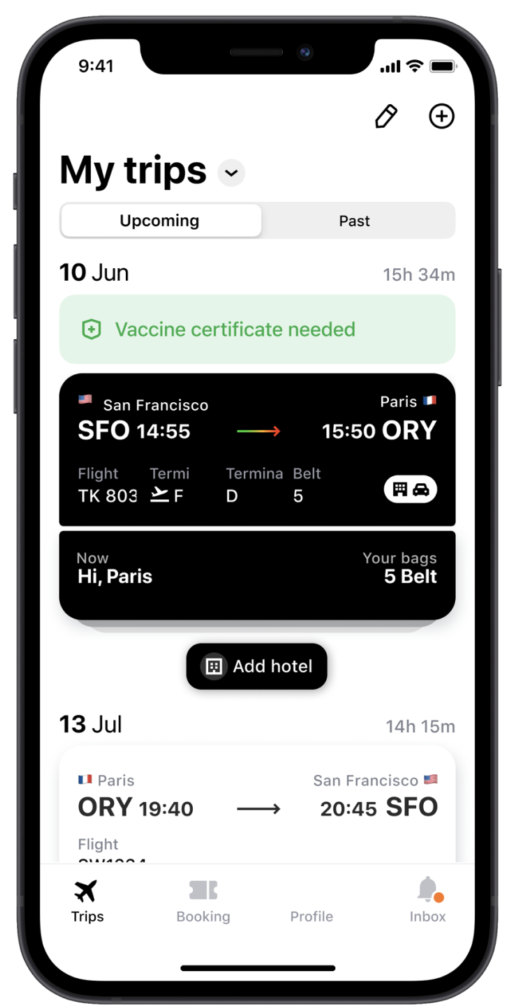 9:41
My trips
Upcoming Past
10 Jun 15h 34m
Vaccine certificate needed
San Francisco Paris
SFO 14:55 15:50 ORY
Flight Termi Termina Belt
TK 803 F D 5
Now Your bags
Hi, Paris 5 Belt
Add hotel
13 Jul 14h 15m
Paris San Francisco
ORY 19:40 20:45 SFO
Flight
Trips Booking Profile Inbox